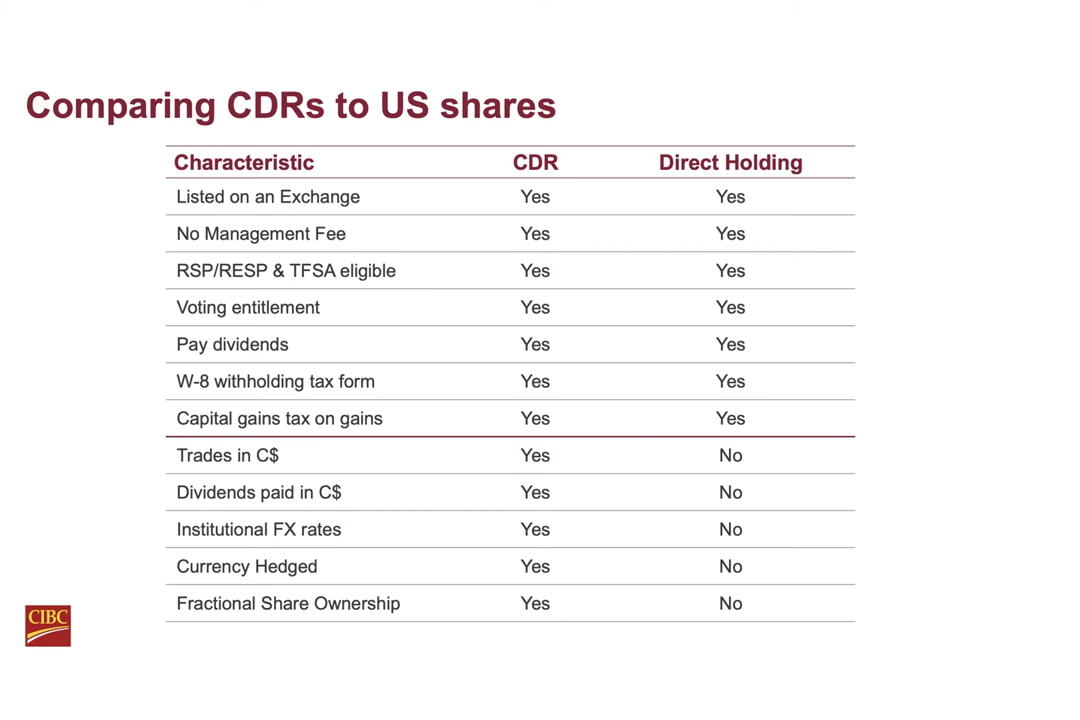 Comparing CDRs to US shares
Characteristic CDR Direct Holding
Listed on an Exchange Yes Yes
No Management Fee Yes Yes
RSP/RESP & TFSA eligible Yes Yes
Voting entitlement Yes Yes
Pay dividends Yes Yes
W-8 withholding tax form Yes Yes
Capital gains tax on gains Yes Yes
Trades in C$ Yes No
Dividends paid in C$ Yes No
Institutional FX rates Yes No
Currency Hedged Yes No
Fractional Share Ownership Yes No
CIBC